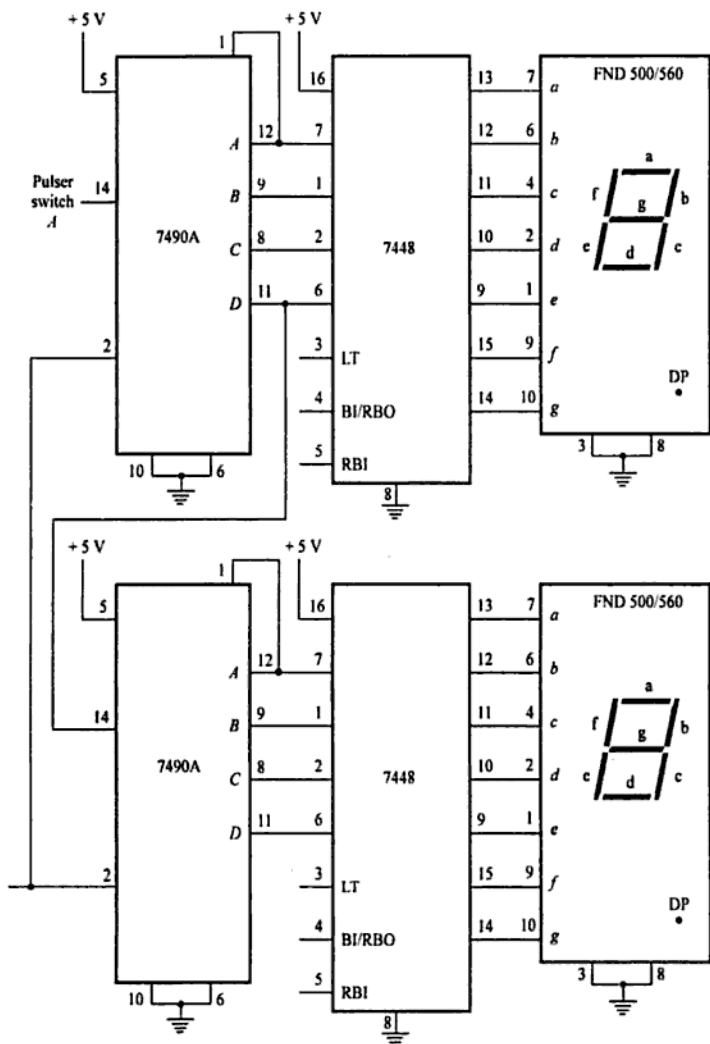 + 5 V
1
+ 5 V
FND 500/560
5
16
13 7 a
A 12 7
12 6 b
Pulser
switch
A
14
B 9 1
11 4 c
7490A
C 8 2
7448
10 2 d
D 11 6
9 1 e
2
3 LT
15 9 f
4 BI/RBO
14 10 g
5 RBI
10 6
8
3 8
a
f
g
b
e
d
c
DP
+ 5 V
1
+ 5 V
FND 500/560
5
16
13 7 a
A 12 7
12 6 b
14
B 9 1
11 4 c
7490A
C 8 2
7448
10 2 d
D 11 6
9 1 e
2
3 LT
15 9 f
4 BI/RBO
14 10 g
5 RBI
10 6
8
3 8
a
f
g
b
e
d
c
DP